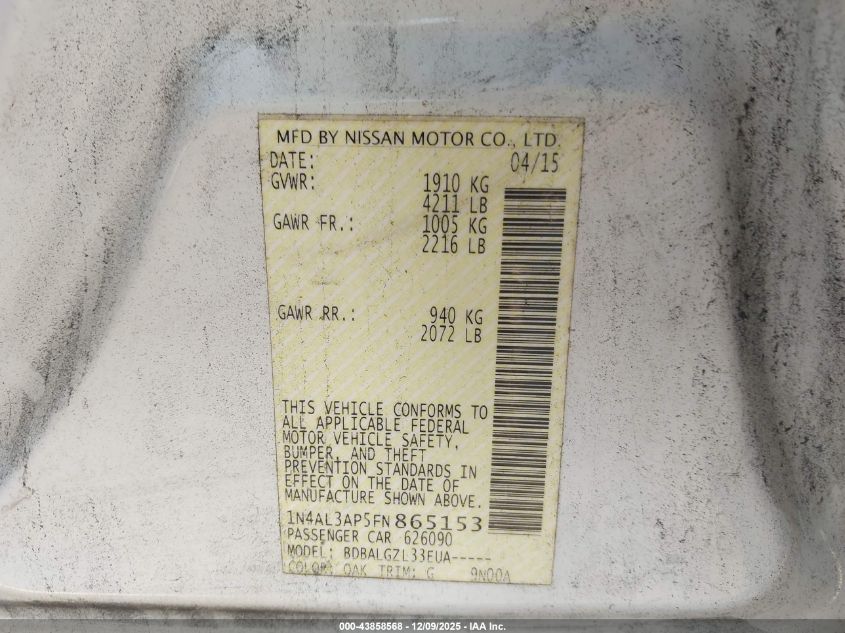 MFD BY NISSAN MOTOR CO., LTD.
DATE: 04/15
GVWR: 1910 KG
4211 LB
GAWR FR.: 1005 KG
2216 LB
GAWR RR.: 940 KG
2072 LB
THIS VEHICLE CONFORMS TO
ALL APPLICABLE FEDERAL
MOTOR VEHICLE SAFETY,
BUMPER, AND THEFT
PREVENTION STANDARDS IN
EFFECT ON THE DATE OF
MANUFACTURE SHOWN ABOVE.
1N4AL3AP5FN865153
PASSENGER CAR 626090
MODEL: BDBALGZL33EUA-----
COLOR: QAK TRIM: G 9N00A
000-43858568 | 12/09/2025 - IAA Inc.